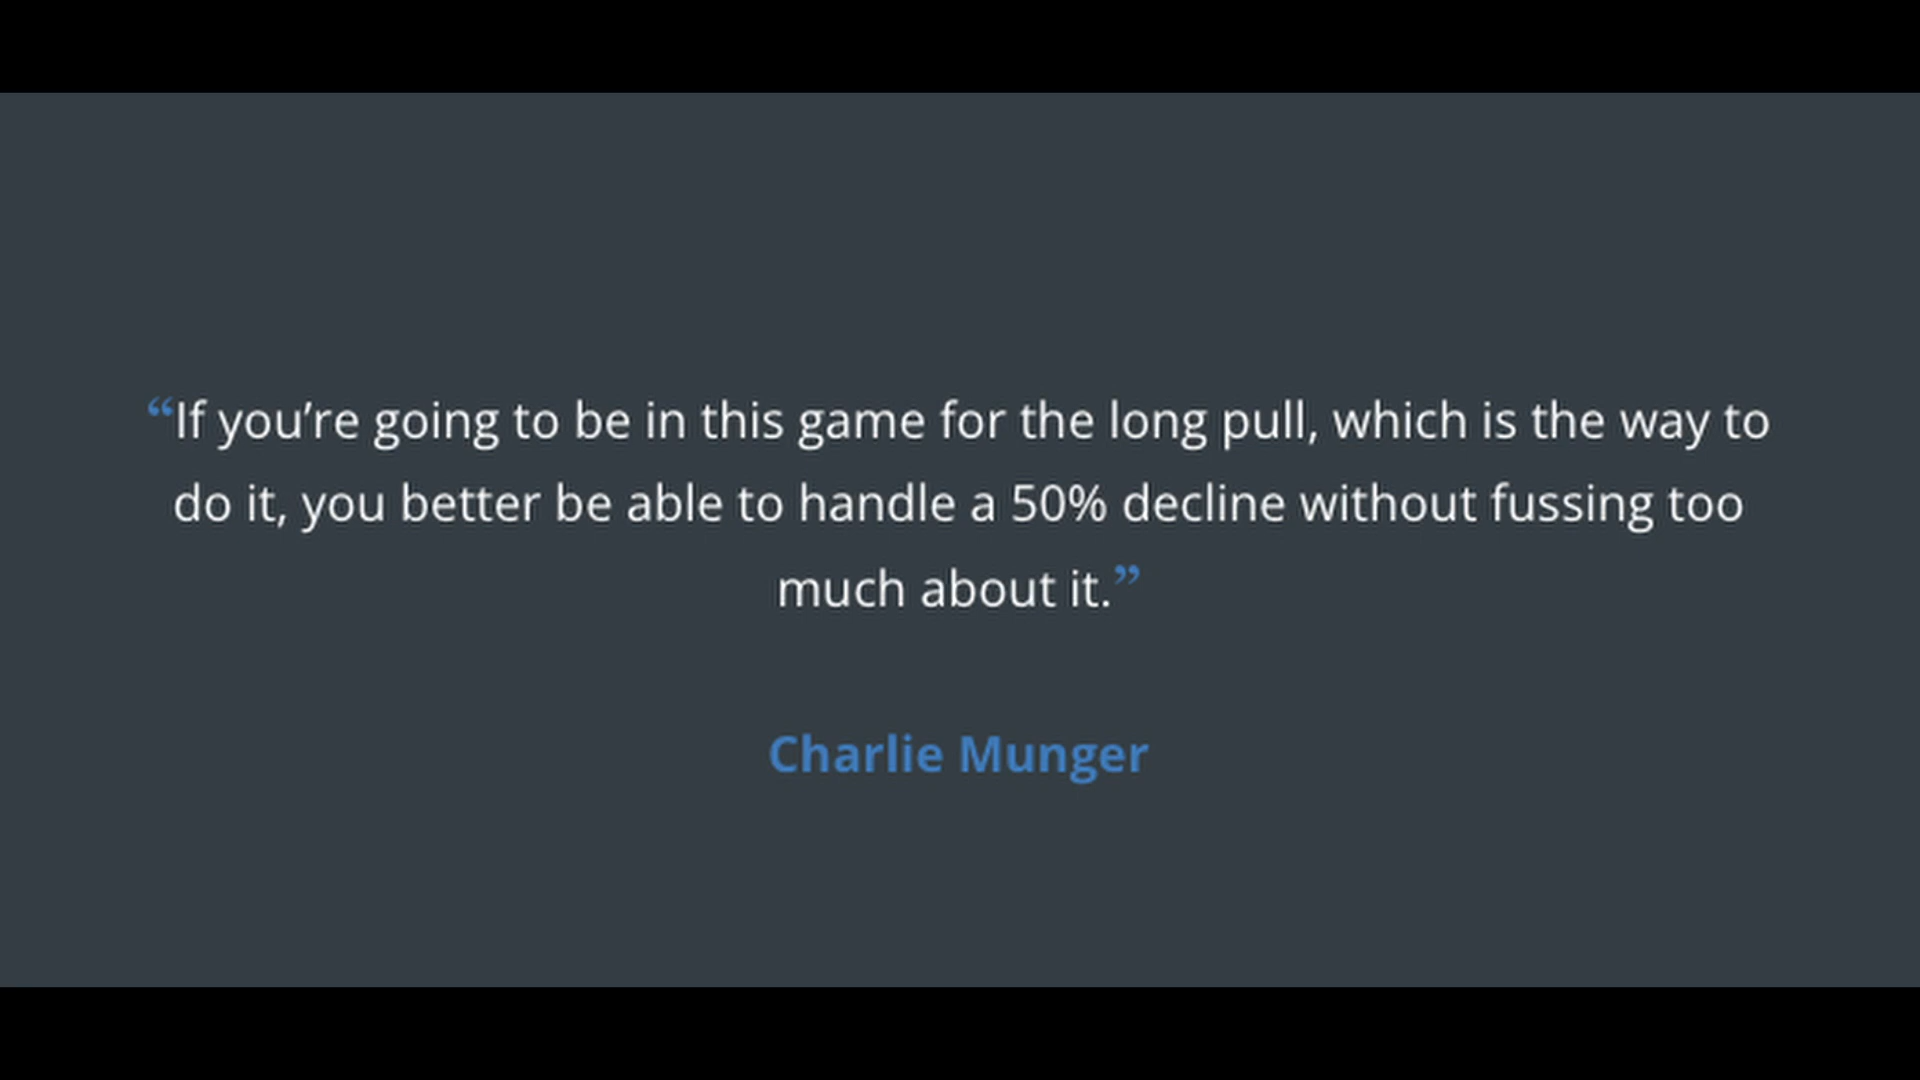 “If you’re going to be in this game for the long pull, which is the way to
do it, you better be able to handle a 50% decline without fussing too
much about it.”
Charlie Munger